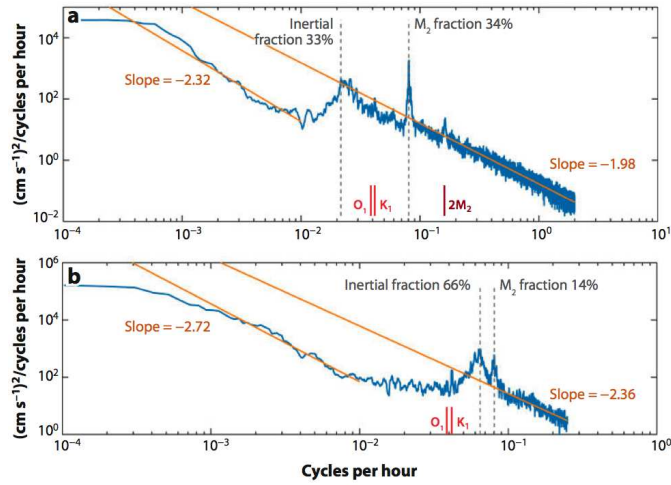 a
(cm s⁻¹)²/cycles per hour
10⁴
10²
10⁰
10⁻²
Inertial
fraction 33%
M₂ fraction 34%
Slope = −2.32
Slope = −1.98
O₁
K₁
2M₂
10⁻⁴
10⁻³
10⁻²
10⁻¹
10⁰
10¹
b
(cm s⁻¹)²/cycles per hour
10⁶
10⁴
10²
10⁰
Inertial fraction 66%
M₂ fraction 14%
Slope = −2.72
Slope = −2.36
O₁
K₁
10⁻⁴
10⁻³
10⁻²
10⁻¹
10⁰
Cycles per hour